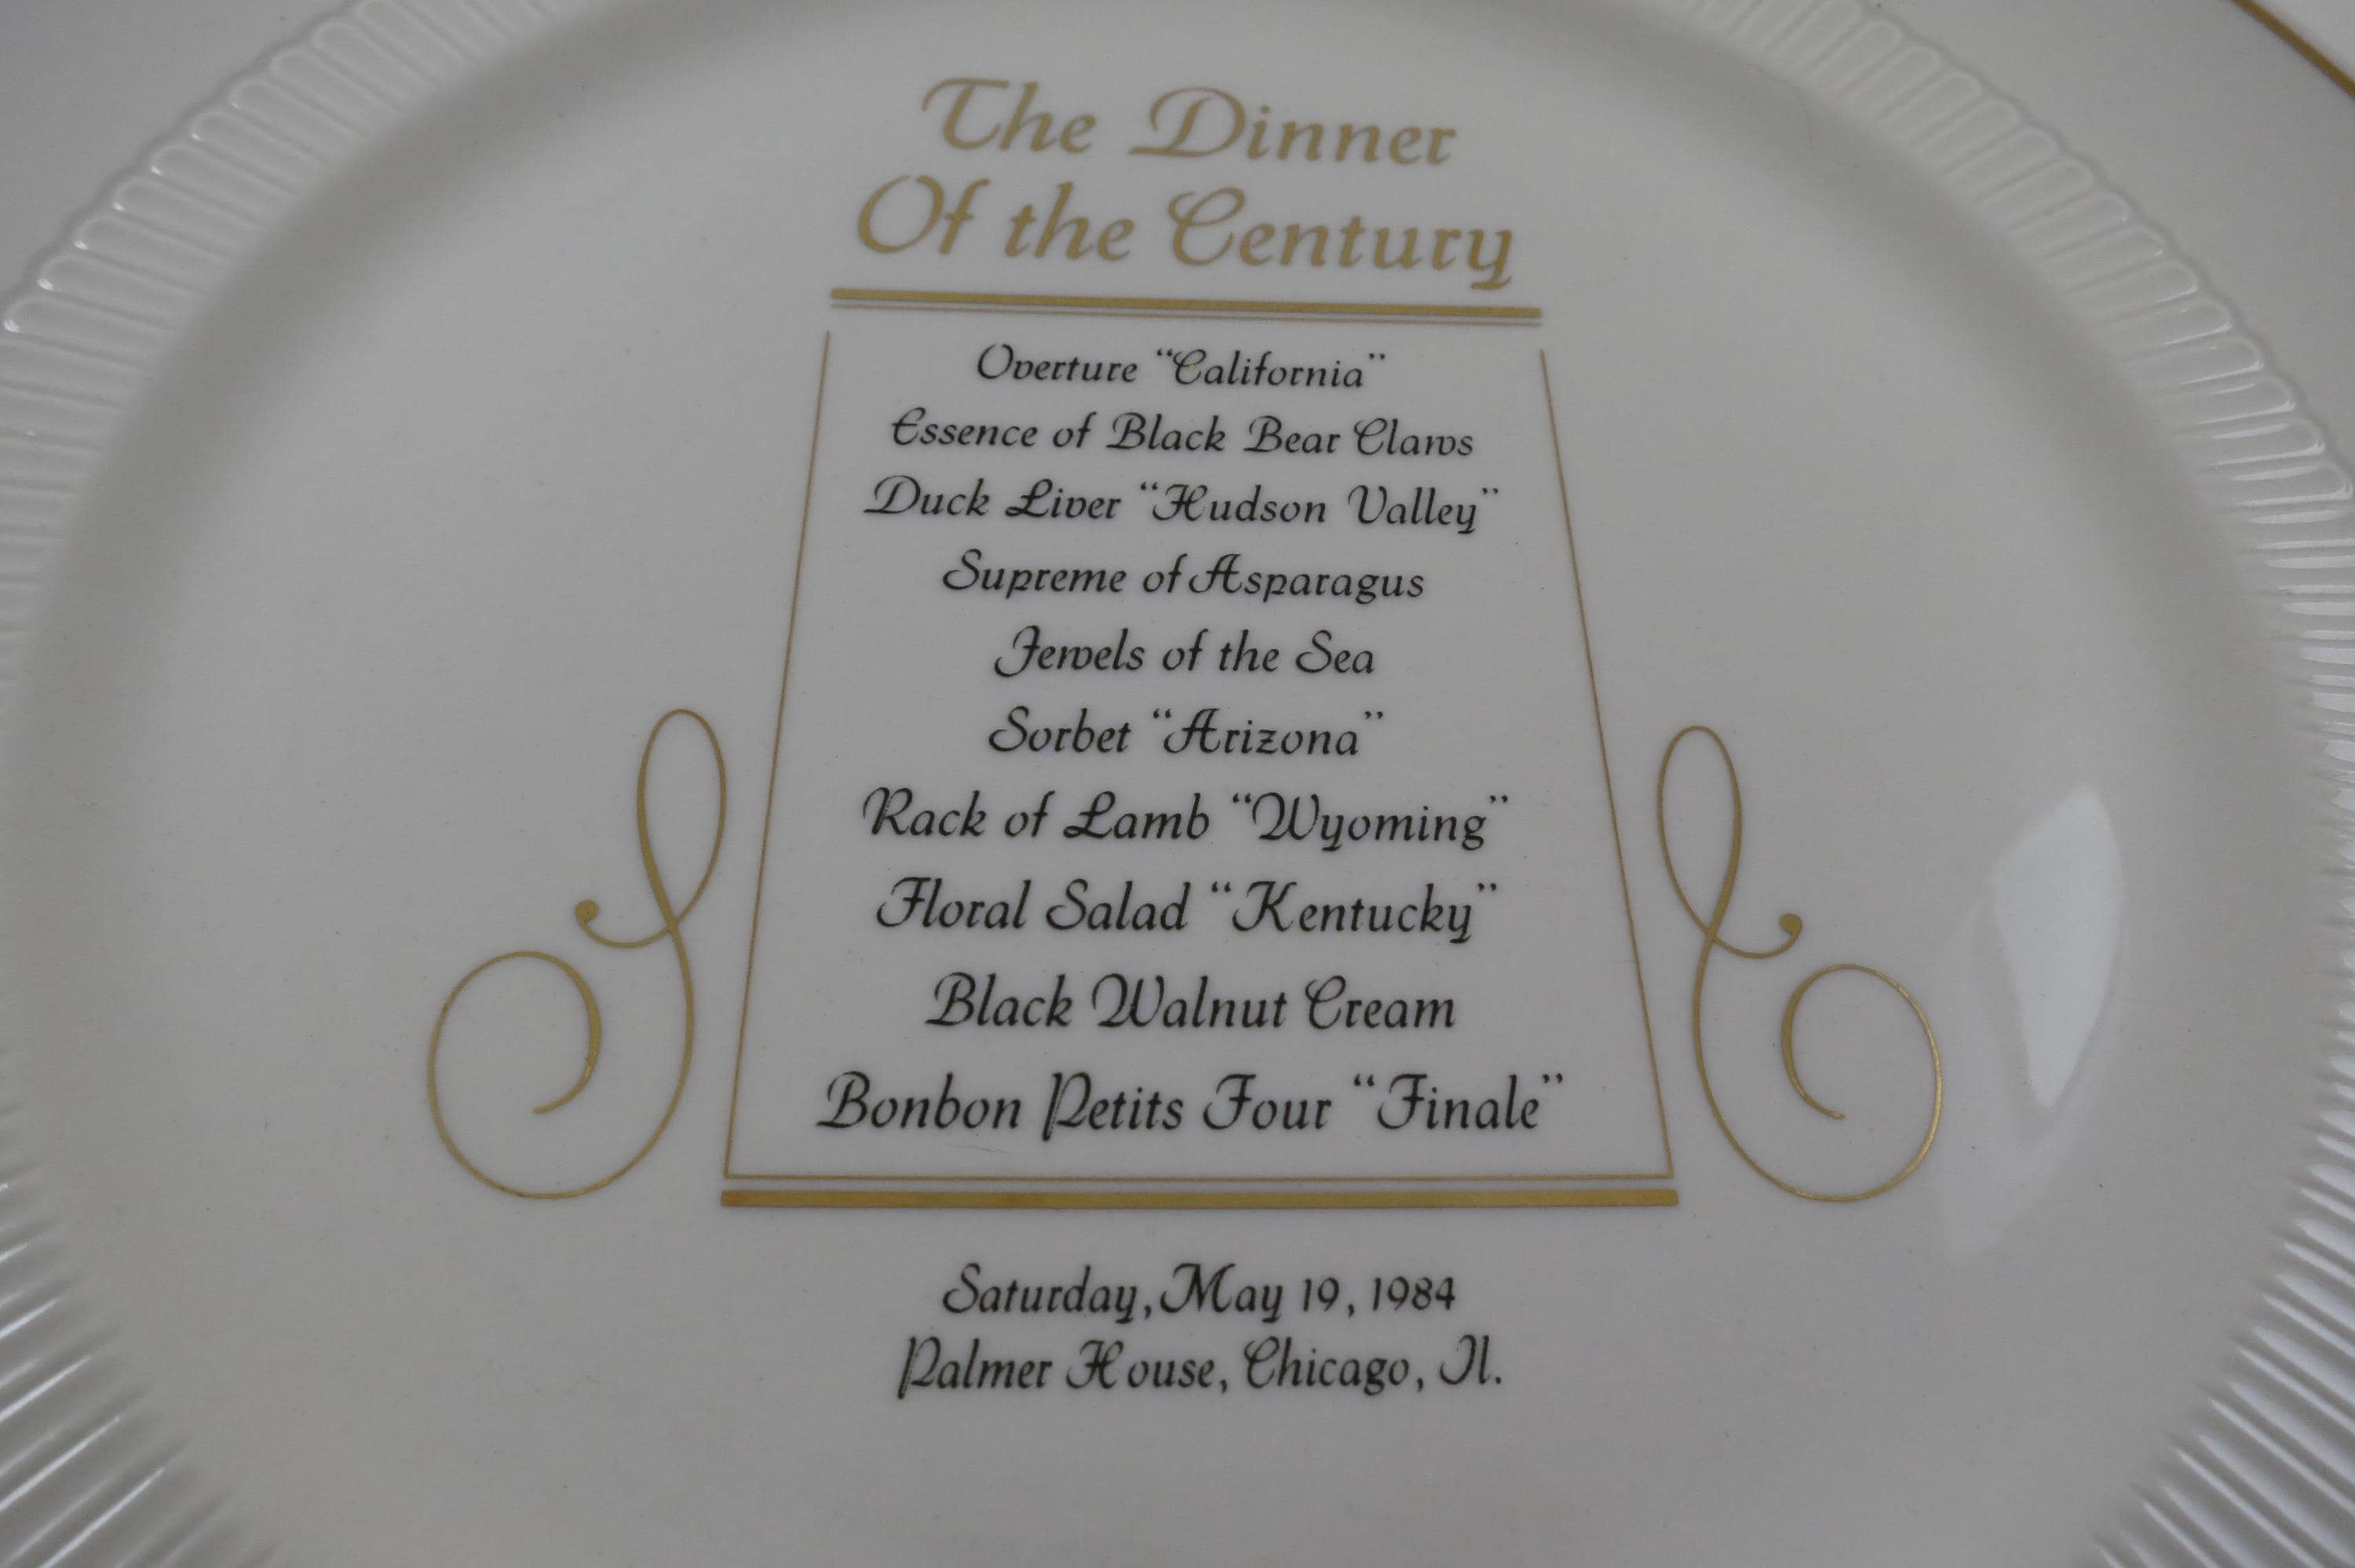 The Dinner
Of the Century
Overture “California”
Essence of Black Bear Claws
Duck Liver “Hudson Valley”
Supreme of Asparagus
Jewels of the Sea
Sorbet “Arizona”
Rack of Lamb “Wyoming”
Floral Salad “Kentucky”
Black Walnut Cream
Bonbon Petits Four “Finale”
Saturday, May 19, 1984
Palmer House, Chicago, Il.